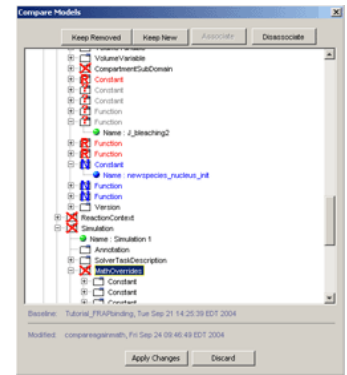 Compare Models
Keep Removed
Keep New
Associate
Disassociate
VolumeVariable
CompartmentSubDomain
Constant
Constant
Constant
Function
Function
Name : J_bleaching2
Function
Function
Constant
Name : newspecies_nucleus_init
Function
Function
Version
ReactionContext
Simulation
Name : Simulation 1
Annotation
SolverTaskDescription
MathOverrides
Constant
Constant
Constant
Baseline: Tutorial_FRAPbinding, Tue Sep 21 14:25:39 EDT 2004
Modified: compareagainmath, Fri Sep 24 09:46:49 EDT 2004
Apply Changes
Discard